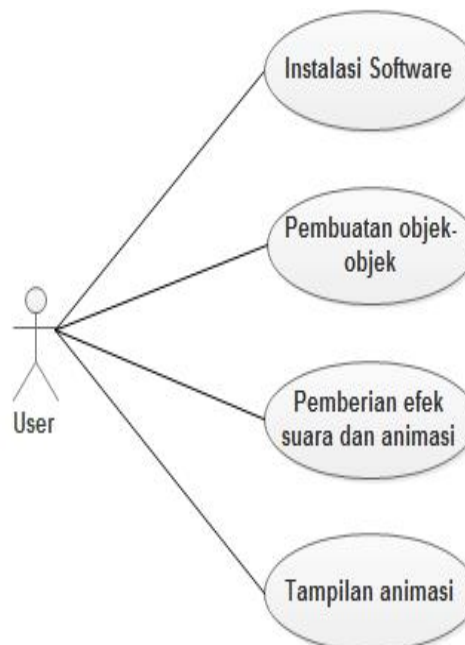 Instalasi Software
Pembuatan objek-
objek
User
Pemberian efek
suara dan animasi
Tampilan animasi